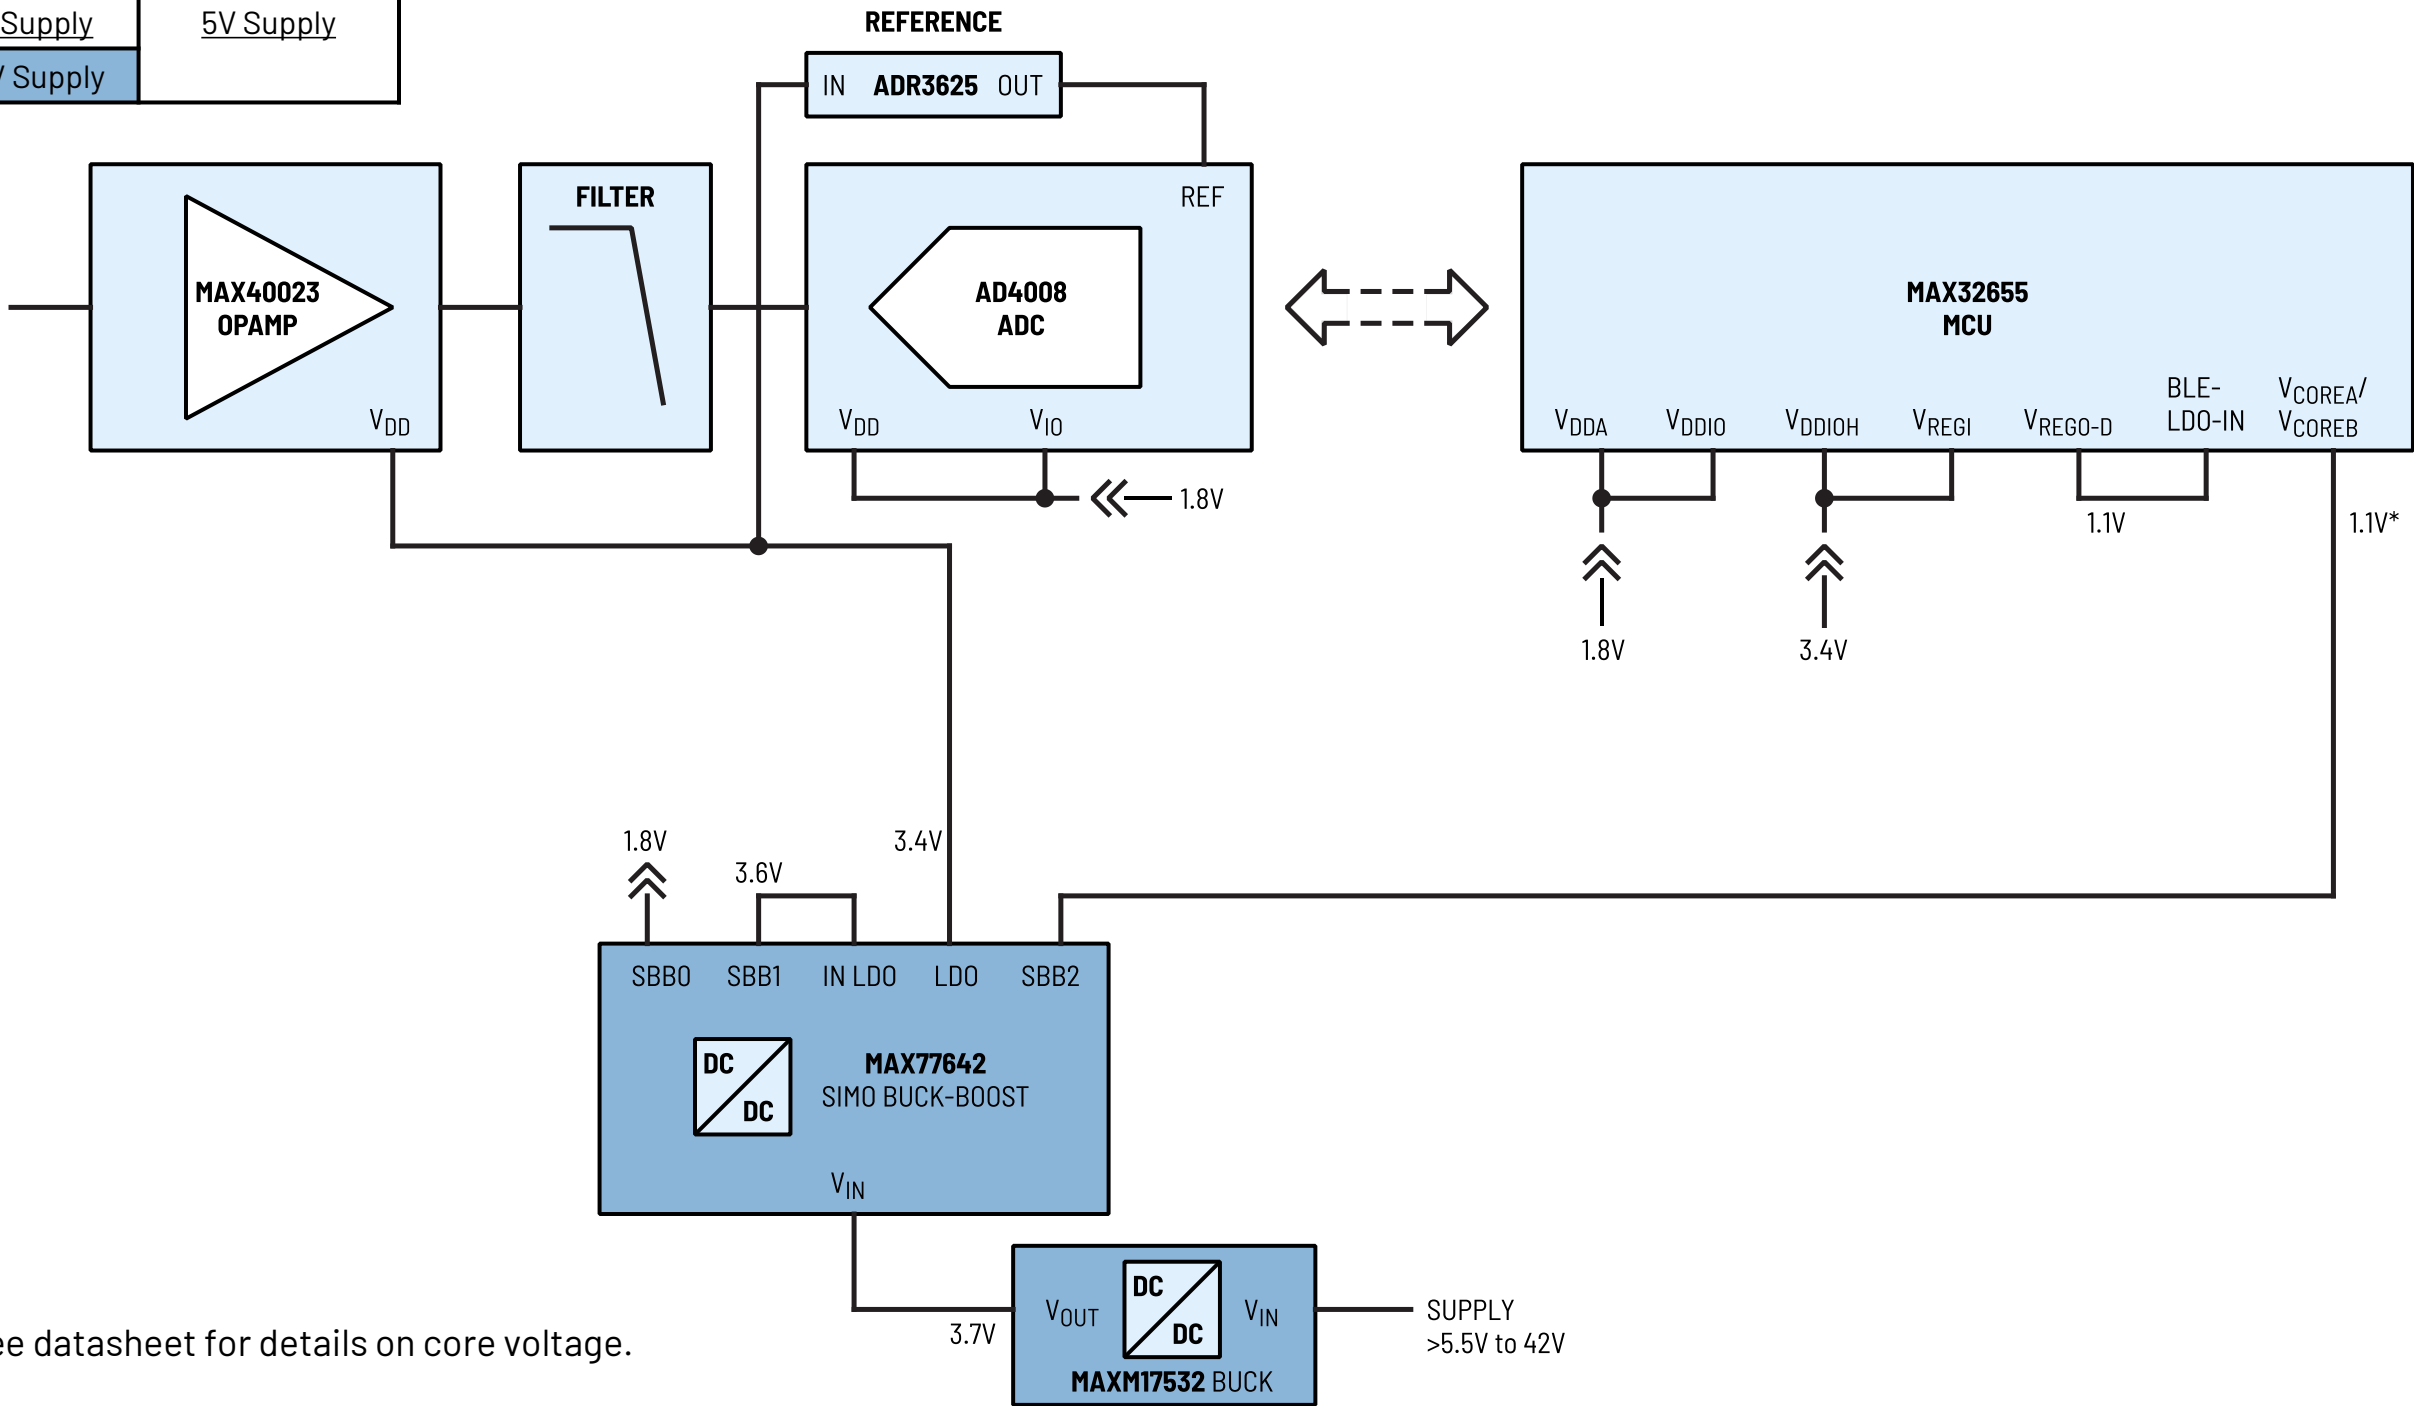 Supply
5V Supply
V Supply
REFERENCE
IN ADR3625 OUT
FILTER
REF
MAX40023
OPAMP
AD4008
ADC
MAX32655
MCU
VDD
VDD
VIO
VDDA
VDDIO
VDDIOH
VREGI
VREGO-D
BLE-
LDO-IN
VCOREA/
VCOREB
1.8V
1.1V
1.1V*
1.8V
3.4V
1.8V
3.6V
3.4V
SBB0 SBB1 IN LDO LDO SBB2
DC
DC
MAX77642
SIMO BUCK-BOOST
VIN
DC
DC
VOUT
VIN
3.7V
MAXM17532 BUCK
SUPPLY
>5.5V to 42V
ee datasheet for details on core voltage.